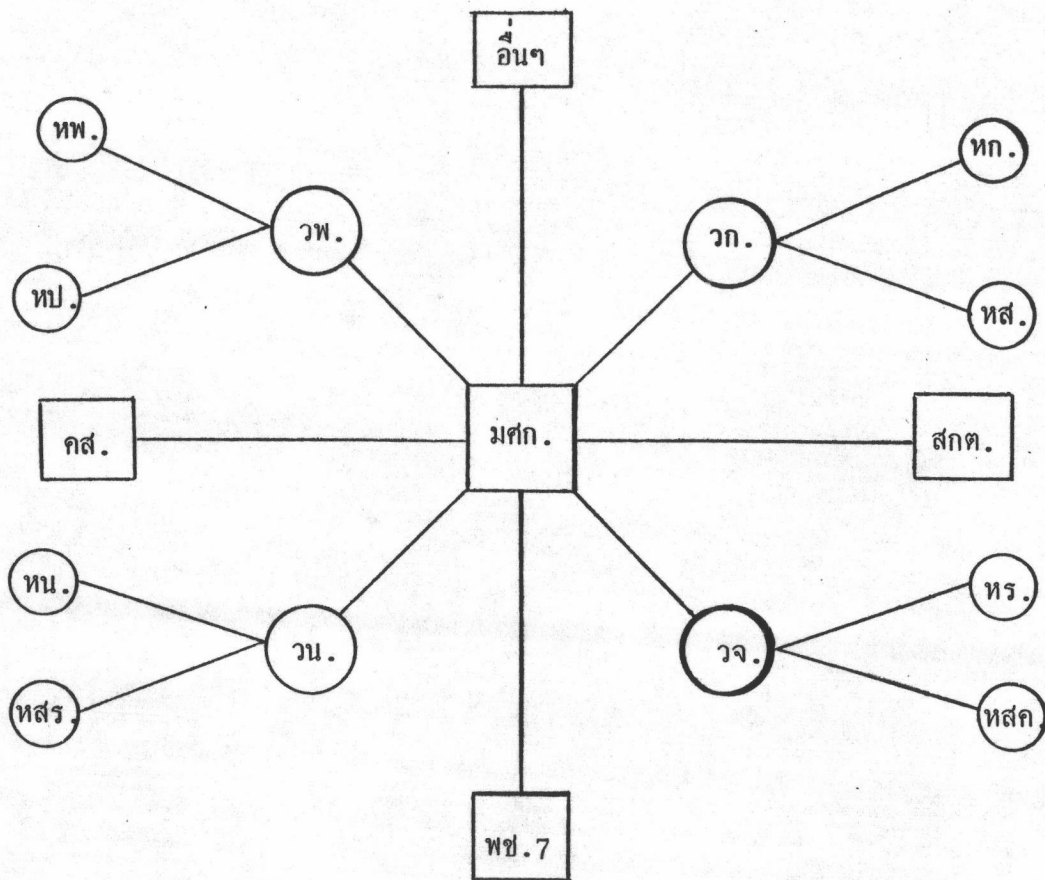 อื่นๆ
หพ.
หก.
วพ.
วก.
หป.
หส.
คส.
มศก.
สกต.
หน.
หร.
วน.
วจ.
หสร.
หสค.
พช.7